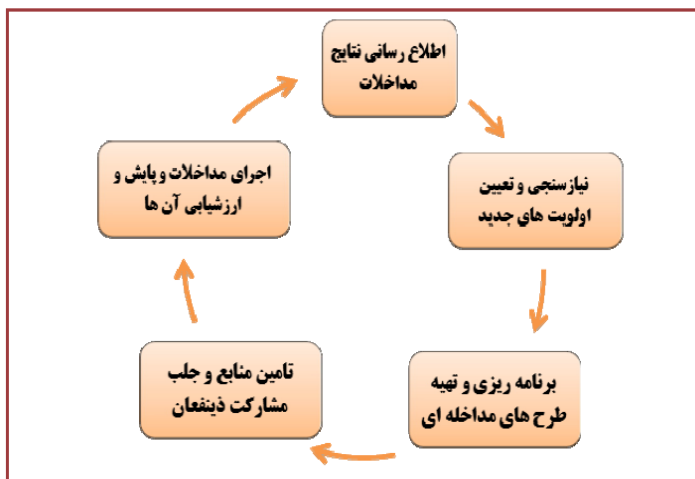 اطلاع رسانی نتایج
مداخلات
نیازسنجی و تعیین
اولویت های جدید
برنامه ریزی و تهیه
طرح های مداخله ای
تامین منابع و جلب
مشارکت ذینفعان
اجرای مداخلات و پایش و
ارزشیابی آن ها